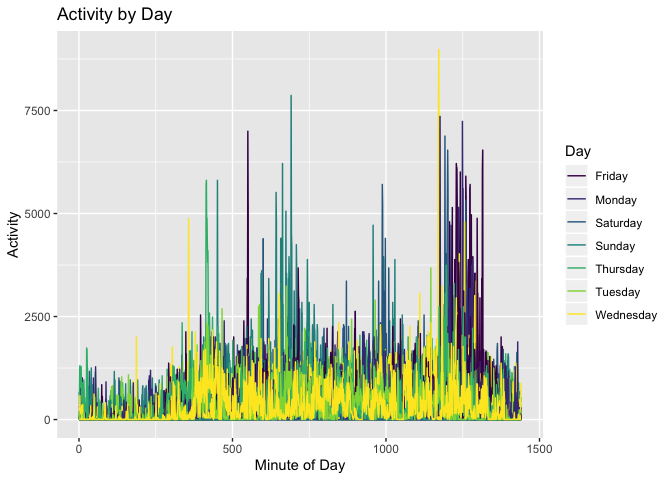 Activity by Day
7500
5000
2500
0
Activity
0
500
1000
1500
Minute of Day
Day
Friday
Monday
Saturday
Sunday
Thursday
Tuesday
Wednesday